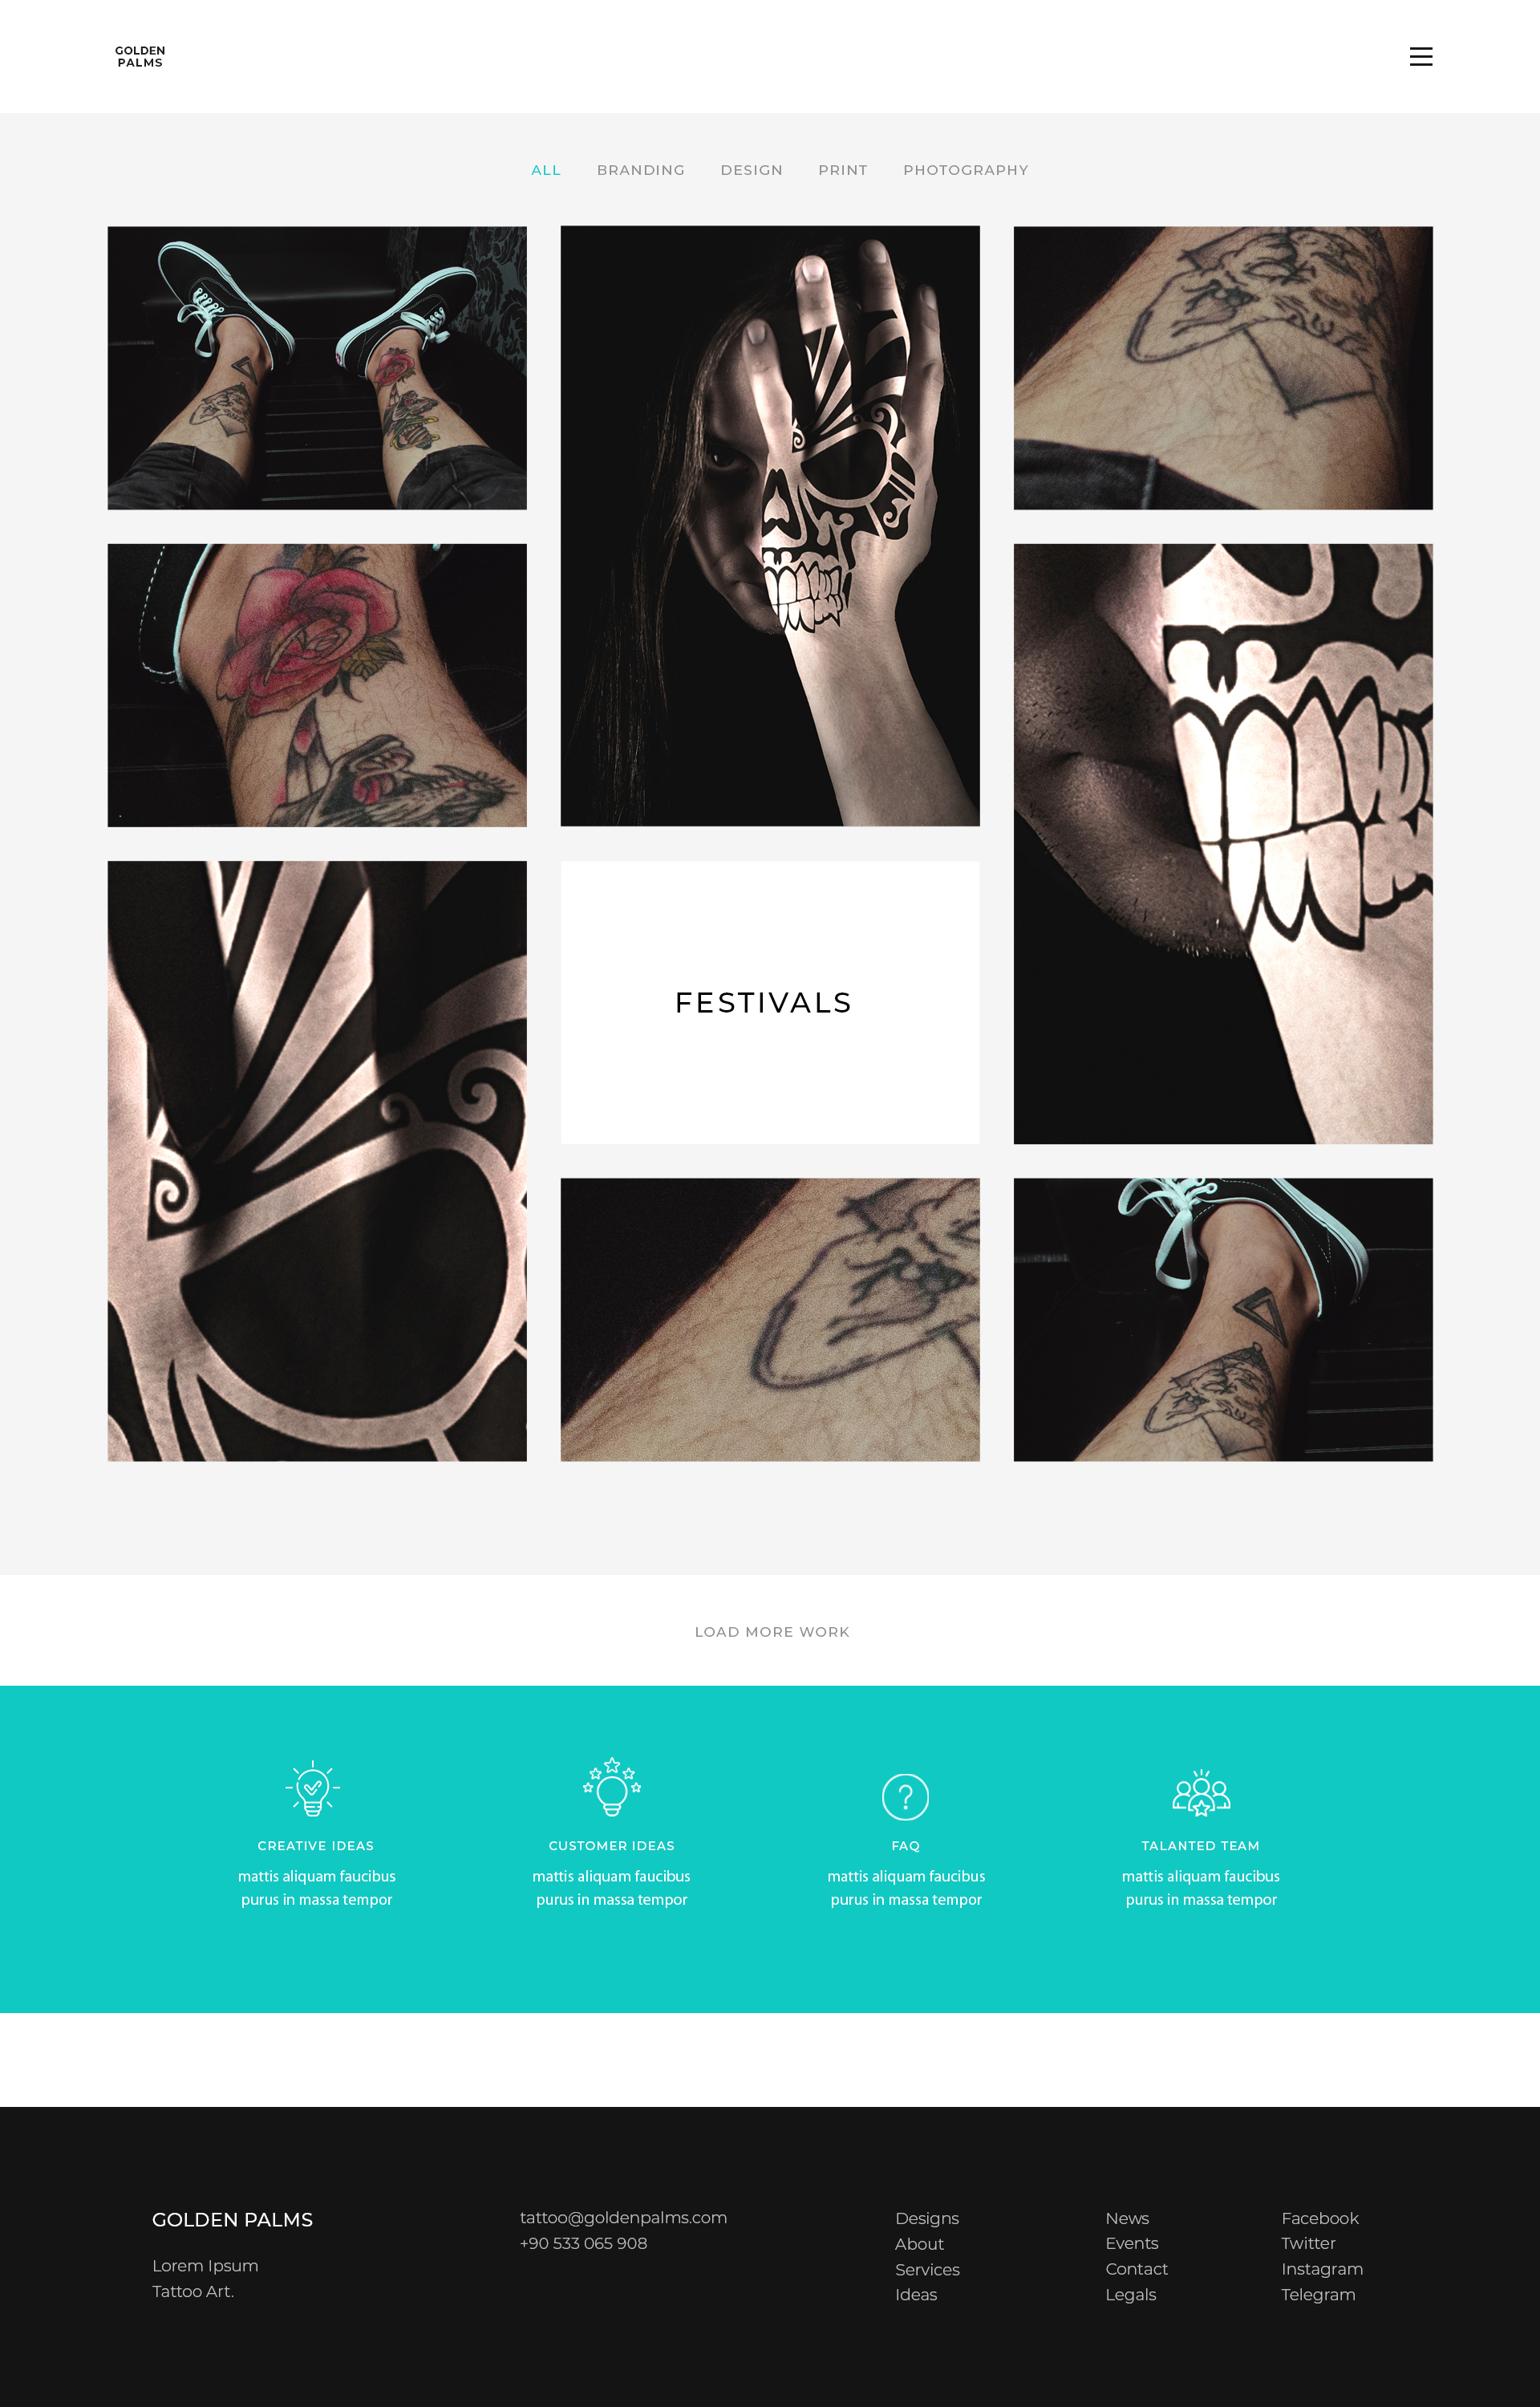 GOLDEN
PALMS
ALL BRANDING DESIGN PRINT PHOTOGRAPHY
FESTIVALS
LOAD MORE WORK
CREATIVE IDEAS
mattis aliquam faucibus
purus in massa tempor
CUSTOMER IDEAS
mattis aliquam faucibus
purus in massa tempor
FAQ
mattis aliquam faucibus
purus in massa tempor
TALANTED TEAM
mattis aliquam faucibus
purus in massa tempor
GOLDEN PALMS
Lorem Ipsum
Tattoo Art.
tattoo@goldenpalms.com
+90 533 065 908
Designs
About
Services
Ideas
News
Events
Contact
Legals
Facebook
Twitter
Instagram
Telegram